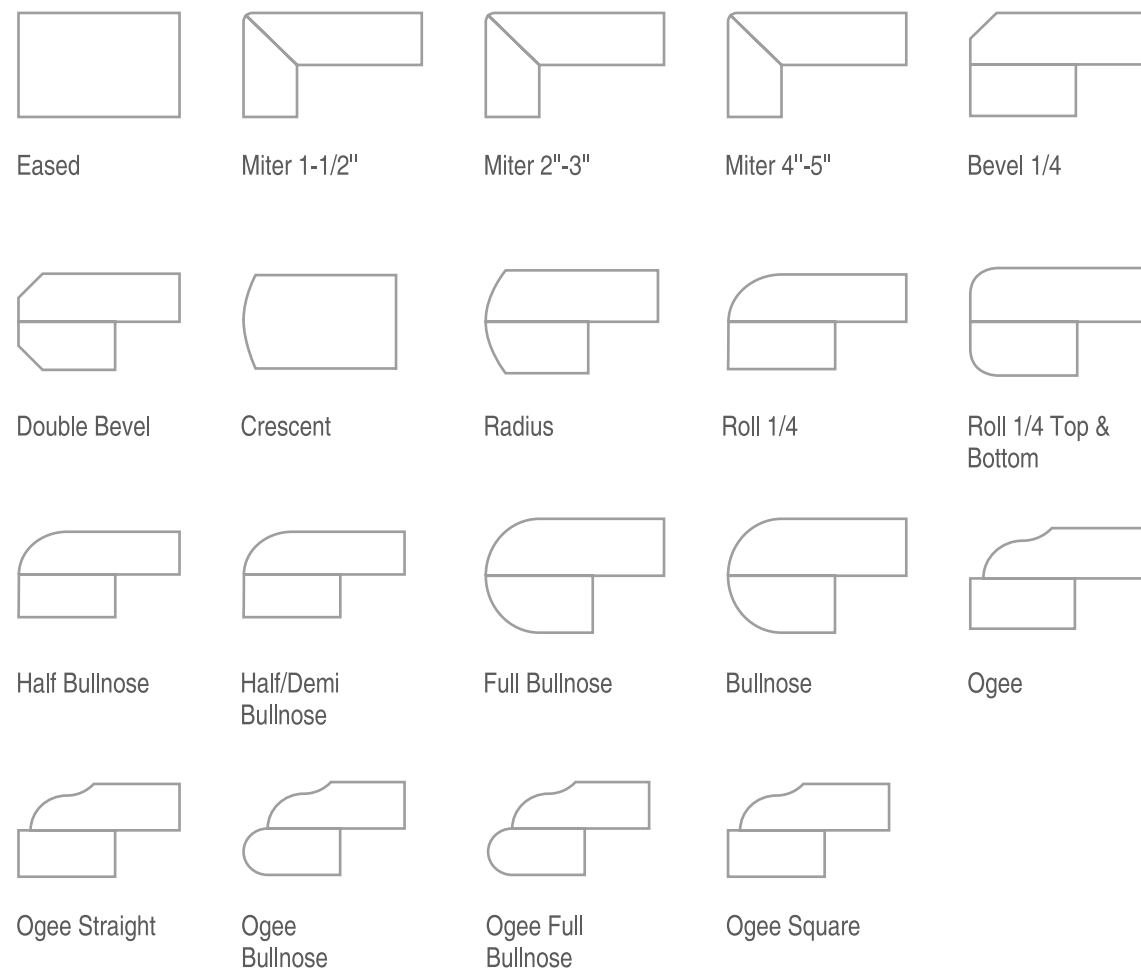 Eased
Miter 1-1/2"
Miter 2"-3"
Miter 4"-5"
Bevel 1/4
Double Bevel
Crescent
Radius
Roll 1/4
Roll 1/4 Top &
Bottom
Half Bullnose
Half/Demi
Bullnose
Full Bullnose
Bullnose
Ogee
Ogee Straight
Ogee
Bullnose
Ogee Full
Bullnose
Ogee Square